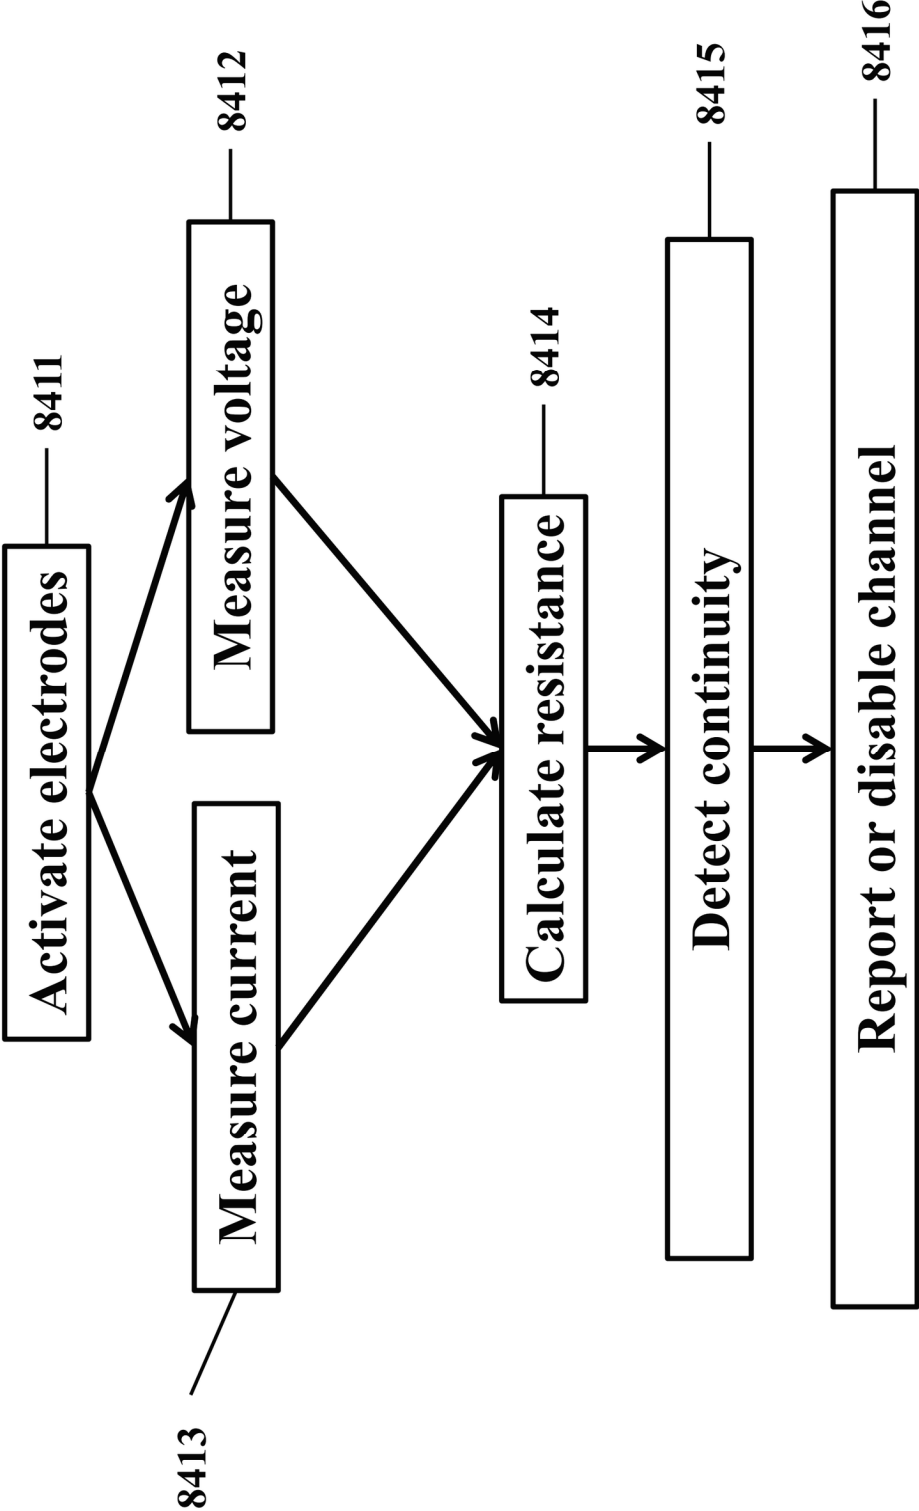 Activate electrodes
8411
Measure current
8413
Measure voltage
8412
Calculate resistance
8414
Detect continuity
8415
Report or disable channel
8416